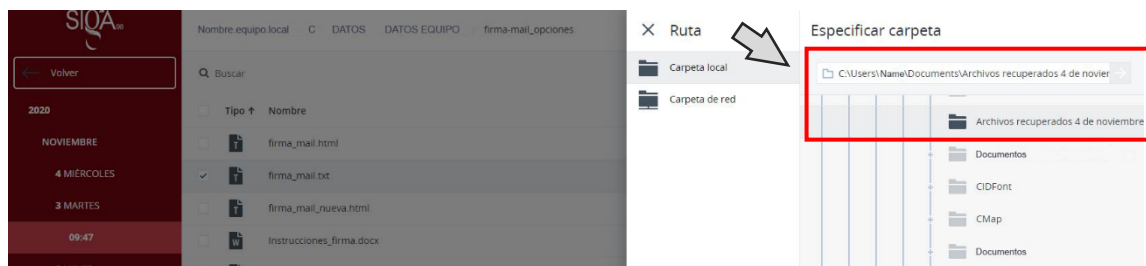 SIQA 98
Volver
2020
NOVIEMBRE
4 MIÉRCOLES
3 MARTES
09:47
Nombre.equipo.local C DATOS DATOS EQUIPO firma-mail_opciones
Buscar
Tipo ↑ Nombre
firma_mail.html
firma_mail.txt
firma_mail_nueva.html
Instrucciones_firma.docx
× Ruta
Carpeta local
Carpeta de red
Especificar carpeta
C:\Users\Name\Documents\Archivos recuperados 4 de novier
Archivos recuperados 4 de noviembre
Documentos
CIDFont
CMap
Documentos